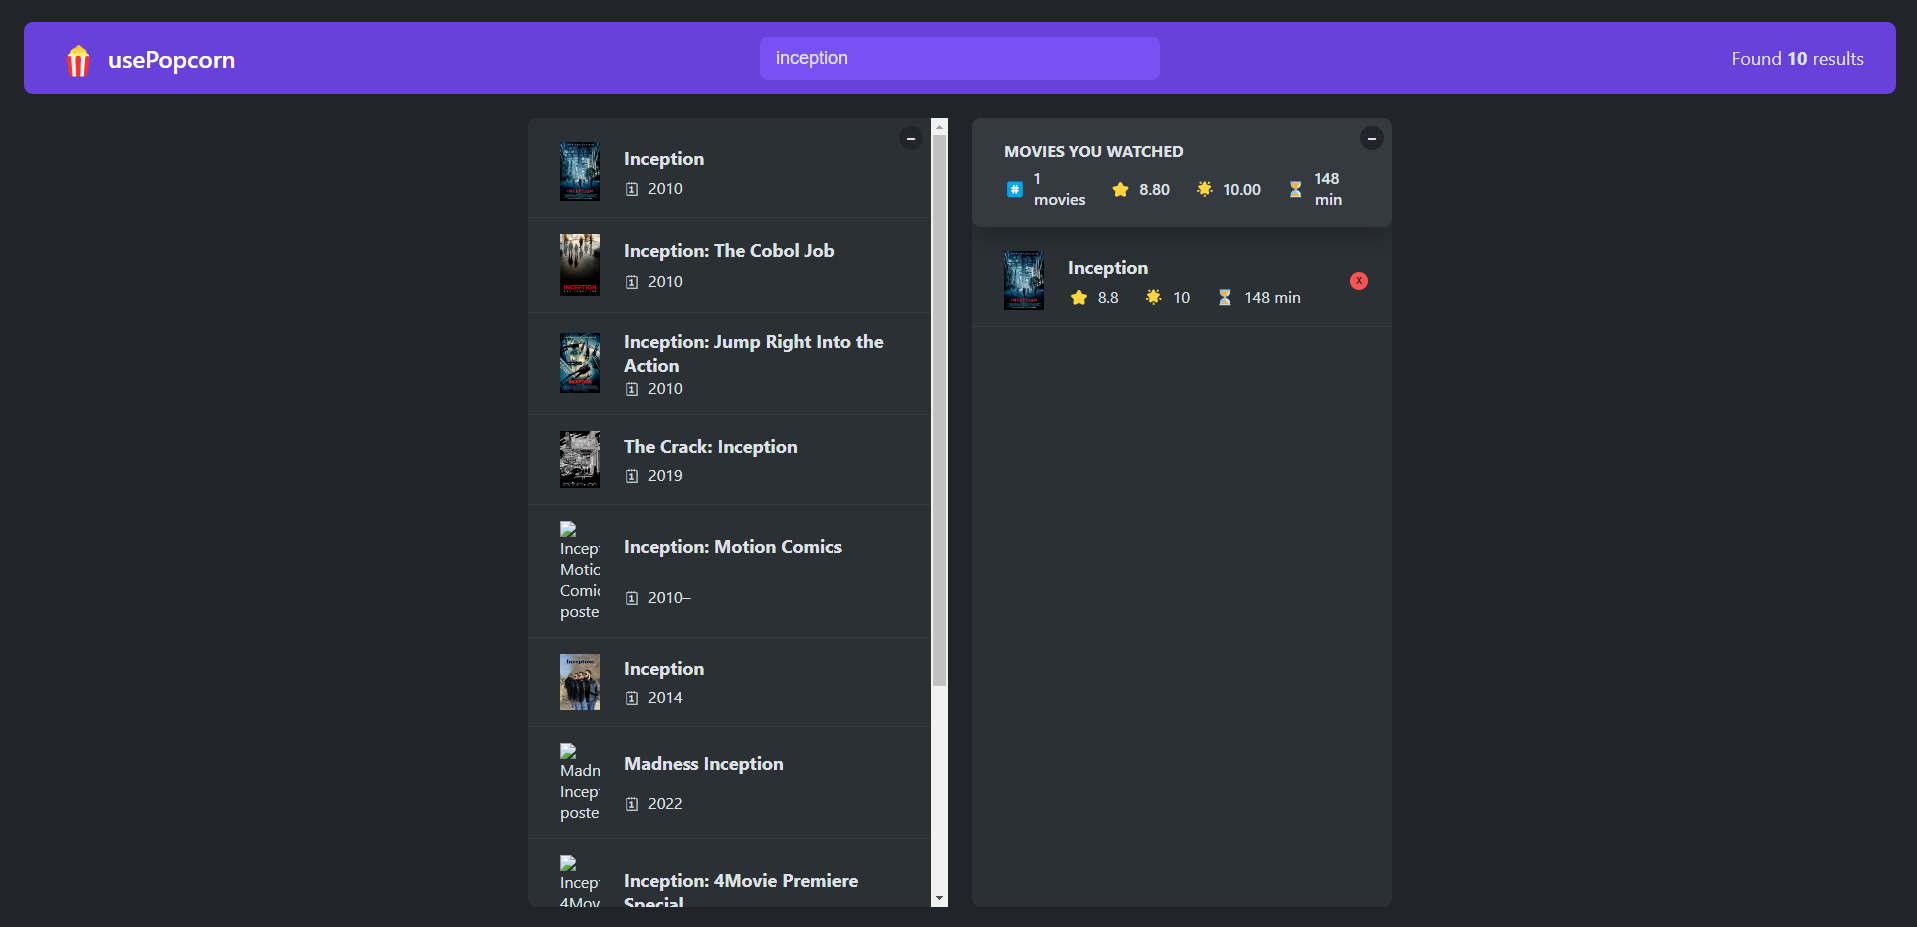 usePopcorn
inception
Found 10 results
Inception
2010
Inception: The Cobol Job
2010
Inception: Jump Right Into the
Action
2010
The Crack: Inception
2019
Incep
Motio
Comic
poste
Inception: Motion Comics
2010–
Inception
2014
Madn
Incep
poste
Madness Inception
2022
Incep
4Mov
Inception: 4Movie Premiere
Special
MOVIES YOU WATCHED
1
movies
8.80
10.00
148
min
Inception
8.8
10
148 min
X